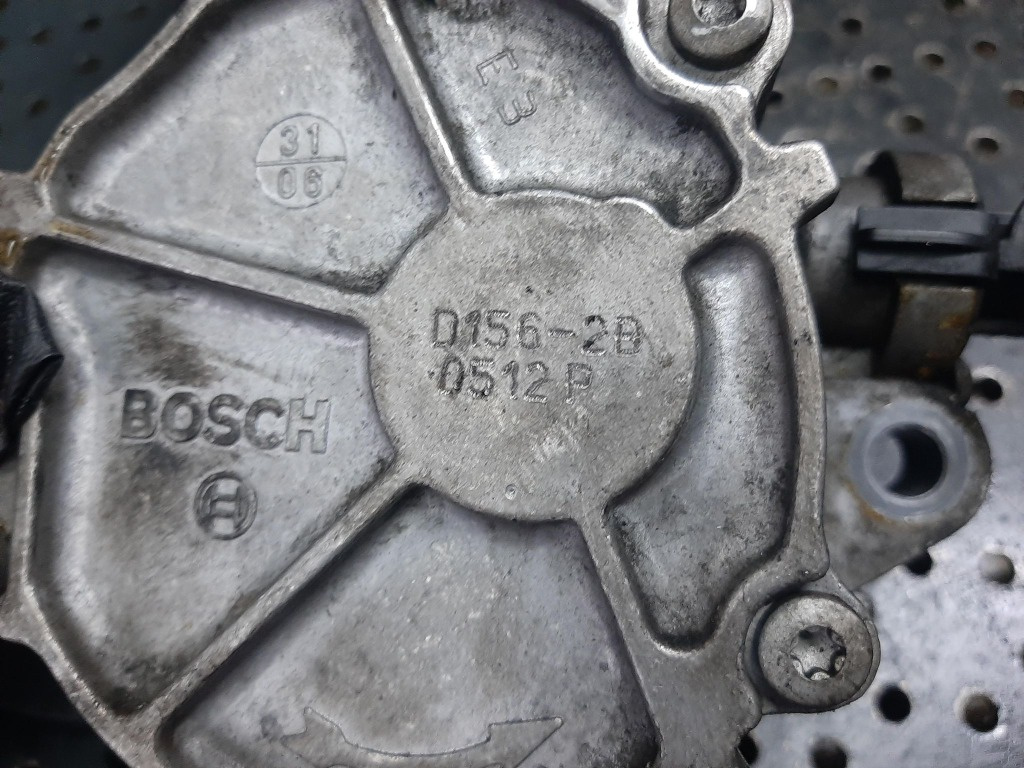 E3
31
06
D156-2B
0512 P
BOSCH